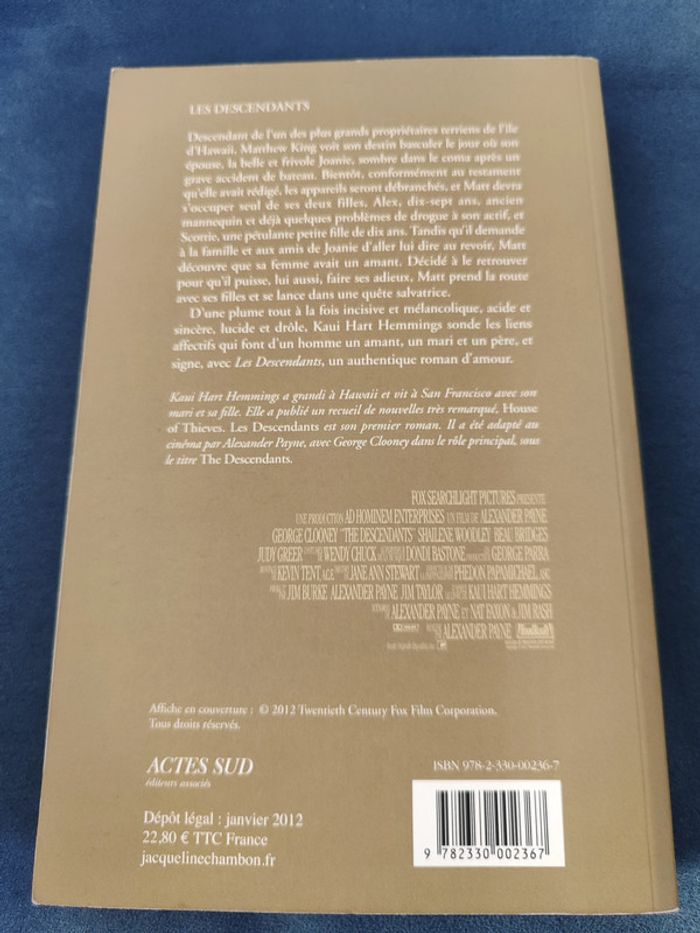 LES DESCENDANTS
Descendant de l'un des plus grands propriétaires terriens de l'île
d'Hawaii, Matthew King voit son destin basculer le jour où son
épouse, la belle et frivole Joanie, sombre dans le coma après un
grave accident de bateau. Bientôt, conformément au testament
qu'elle avait rédigé, les appareils seront débranchés, et Matt devra
s'occuper seul de ses deux filles. Alex, dix-sept ans, ancien
mannequin et déjà quelques problèmes de drogue à son actif, et
Scottie, une pétulante petite fille de dix ans. Tandis qu'il demande
à la famille et aux amis de Joanie d'aller lui dire au revoir, Matt
découvre que sa femme avait un amant. Décidé à le retrouver
pour qu'il puisse, lui aussi, faire ses adieux, Matt prend la route
avec ses filles et se lance dans une quête salvatrice.
D'une plume tout à la fois incisive et mélancolique, acide et
sincère, lucide et drôle, Kaui Hart Hemmings sonde les liens
affectifs qui font d'un homme un amant, un mari et un père, et
signe, avec Les Descendants, un authentique roman d'amour.
Kaui Hart Hemmings a grandi à Hawaii et vit à San Francisco avec son
mari et sa fille. Elle a publié un recueil de nouvelles très remarqué, House
of Thieves. Les Descendants est son premier roman. Il a été adapté au
cinéma par Alexander Payne, avec George Clooney dans le rôle principal, sous
le titre The Descendants.
FOX SEARCHLIGHT PICTURES PRÉSENTE
UNE PRODUCTION AD HOMINEM ENTERPRISES UN FILM DE ALEXANDER PAYNE
GEORGE CLOONEY "THE DESCENDANTS" SHAILENE WOODLEY BEAU BRIDGES
JUDY GREER WENDY CHUCK DONDI BASTONE GEORGE PARRA
KEVIN TENT, A.C.E. JANE ANN STEWART PHEDON PAPAMICHAEL, ASC
JIM BURKE ALEXANDER PAYNE JIM TAYLOR KAUI HART HEMMINGS
ALEXANDER PAYNE ET NAT FAXON & JIM RASH
ALEXANDER PAYNE
Affiche en couverture : © 2012 Twentieth Century Fox Film Corporation.
Tous droits réservés.
ACTES SUD
éditeurs associés
Dépôt légal : janvier 2012
22,80 € TTC France
jacquelinechambon.fr
ISBN 978-2-330-00236-7
9 782330 002367